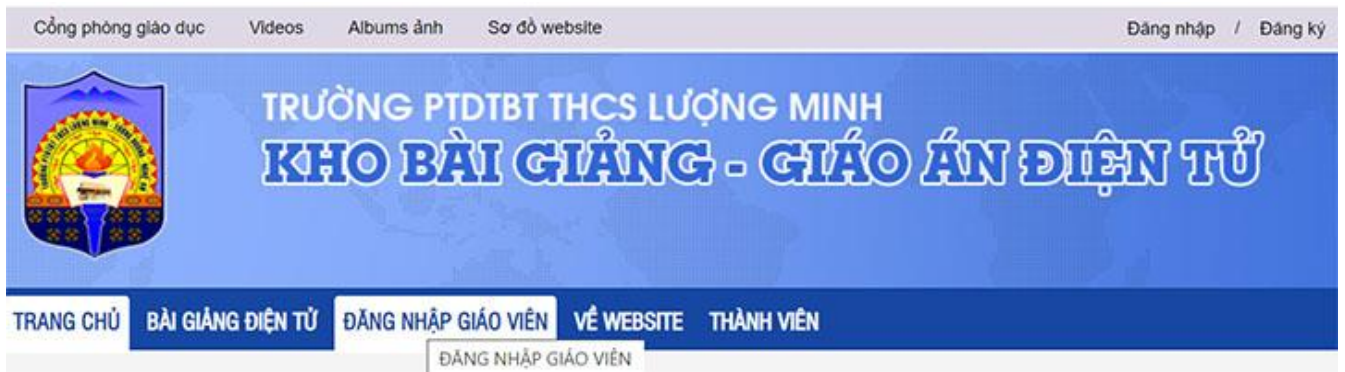 Cổng phòng giáo dục Videos Albums ảnh Sơ đồ website Đăng nhập / Đăng ký
TRƯỜNG PTDTBT THCS LƯỢNG MINH
KHO BÀI GIẢNG - GIÁO ÁN ĐIỆN TỬ
TRANG CHỦ BÀI GIẢNG ĐIỆN TỬ ĐĂNG NHẬP GIÁO VIÊN VỀ WEBSITE THÀNH VIÊN
ĐĂNG NHẬP GIÁO VIÊN